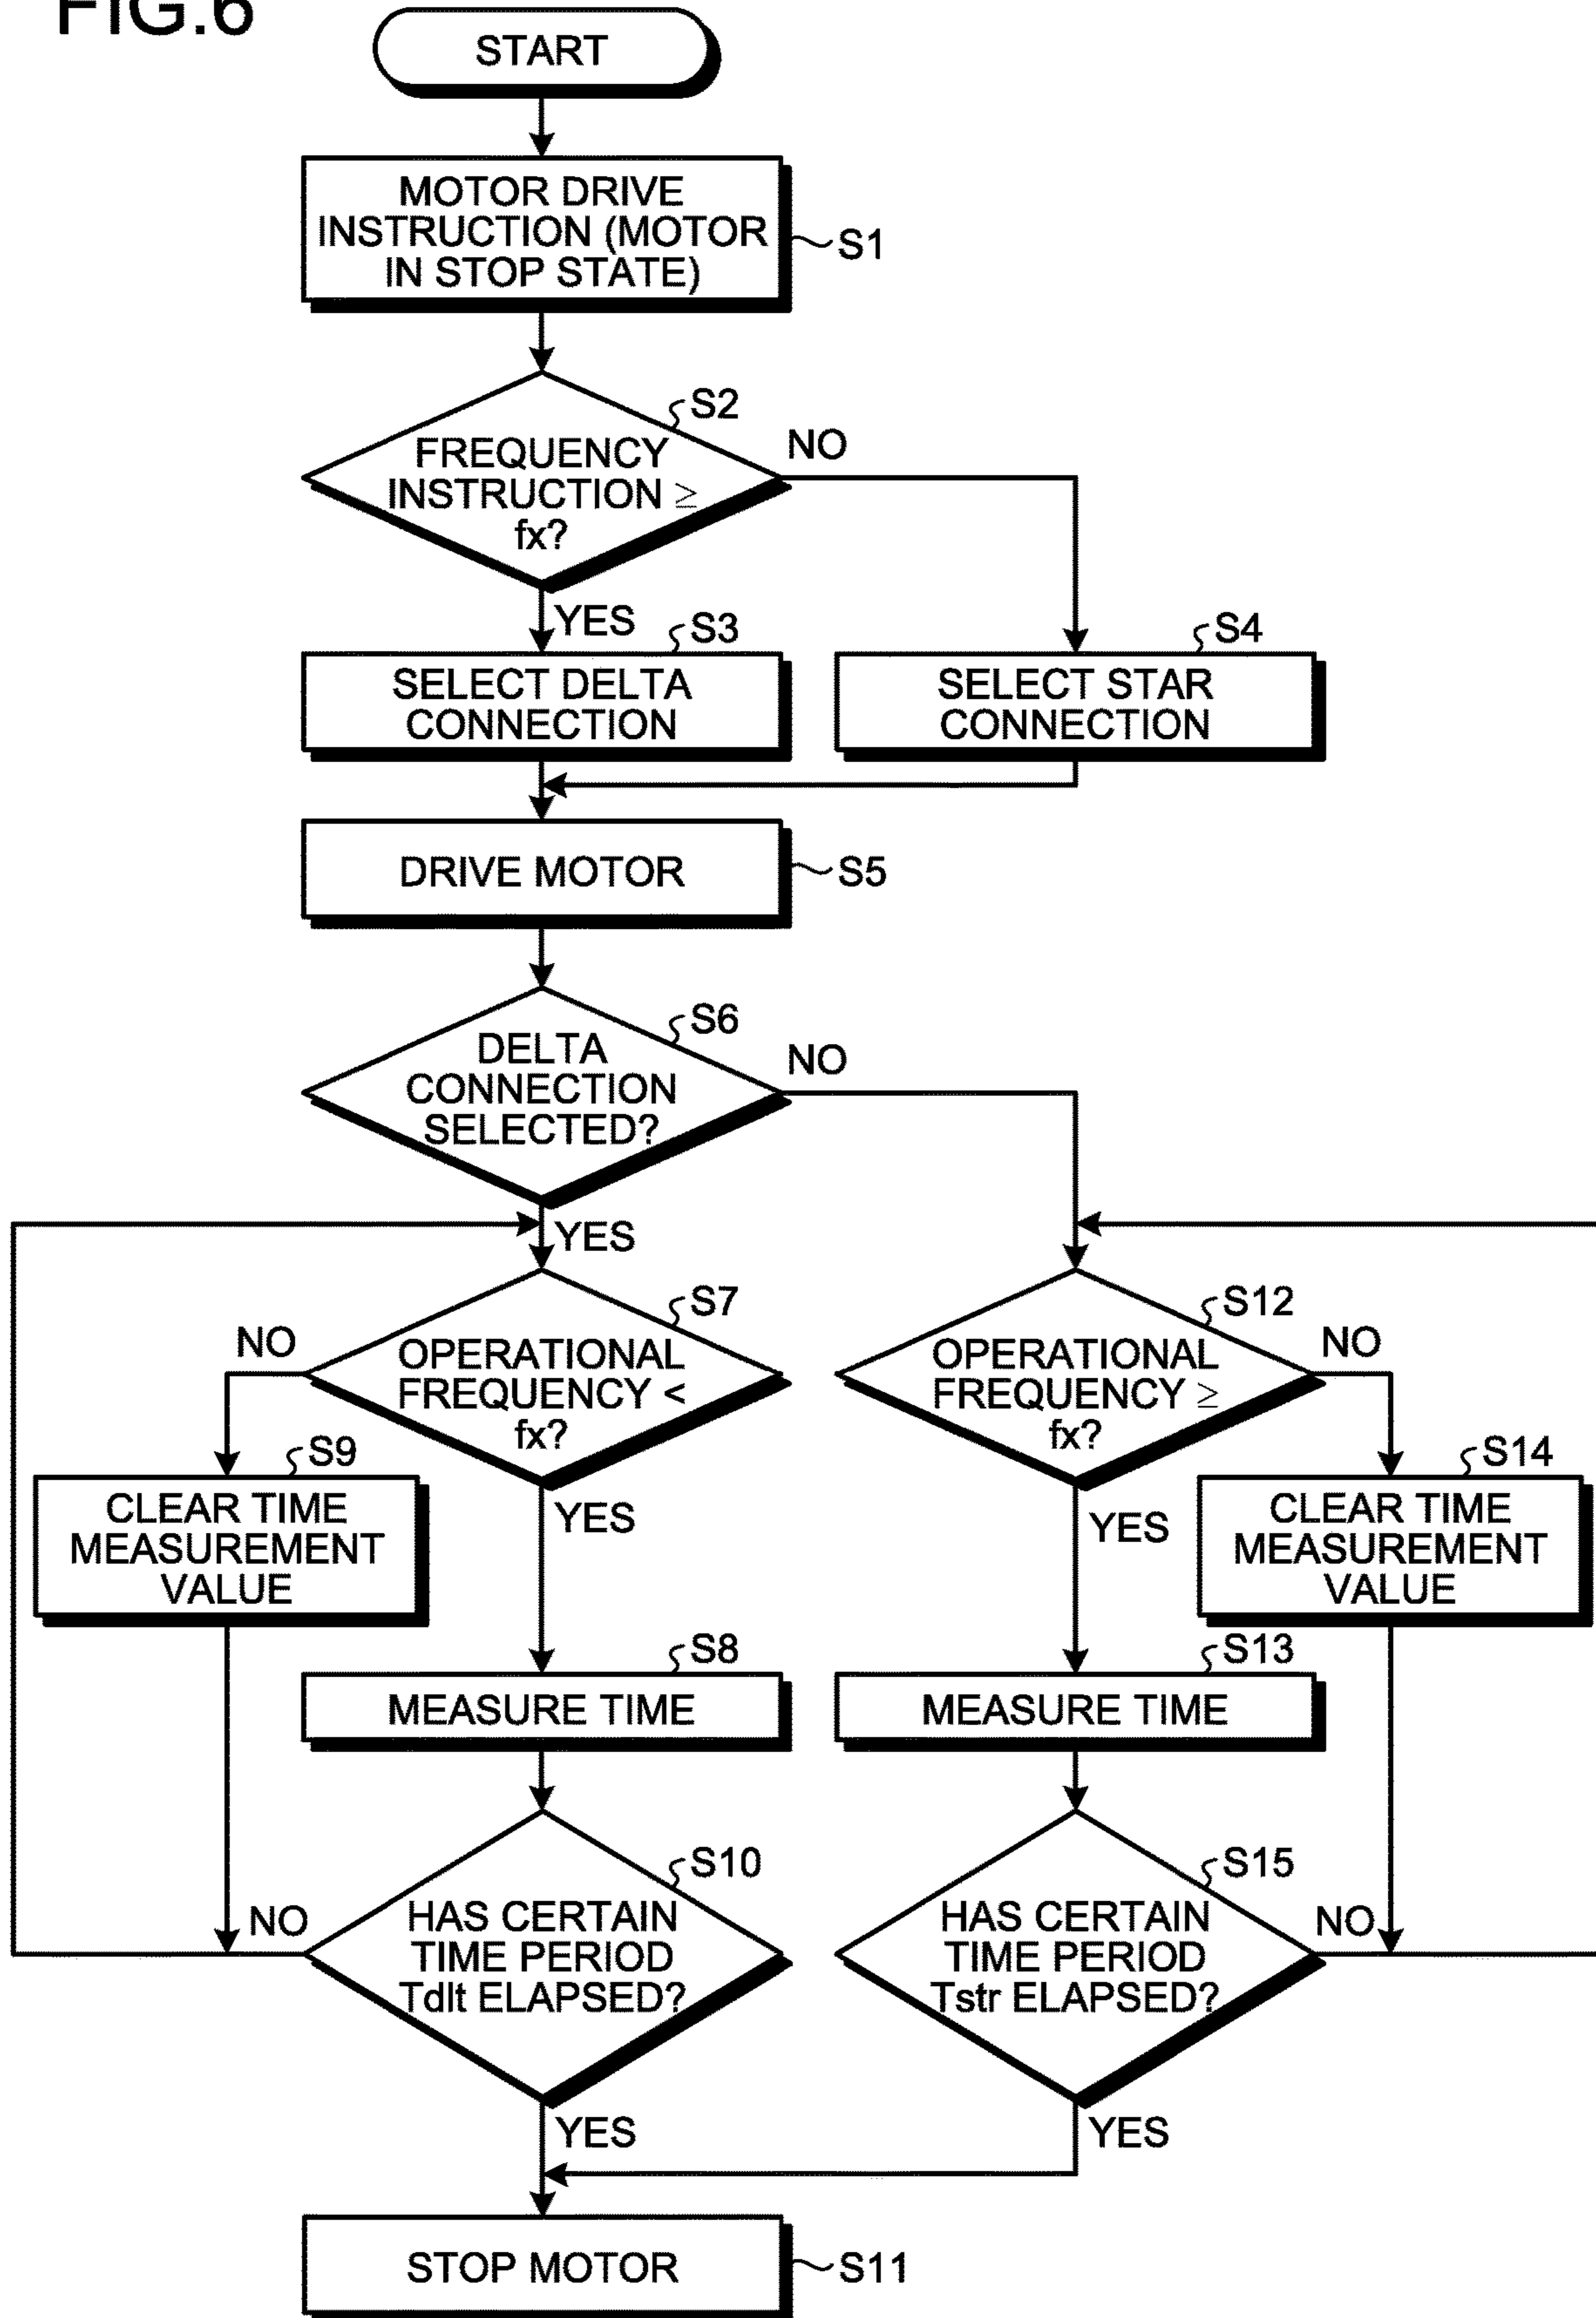 FIG.6
START
MOTOR DRIVE
INSTRUCTION (MOTOR
IN STOP STATE)
S1
S2
FREQUENCY
INSTRUCTION ≥
fx?
NO
YES
S3
SELECT DELTA
CONNECTION
S4
SELECT STAR
CONNECTION
DRIVE MOTOR
S5
S6
DELTA
CONNECTION
SELECTED?
NO
YES
S7
OPERATIONAL
FREQUENCY <
fx?
NO
YES
S12
OPERATIONAL
FREQUENCY ≥
fx?
NO
YES
S9
CLEAR TIME
MEASUREMENT
VALUE
S14
CLEAR TIME
MEASUREMENT
VALUE
S8
MEASURE TIME
S13
MEASURE TIME
S10
HAS CERTAIN
TIME PERIOD
Tdlt ELAPSED?
NO
YES
S15
HAS CERTAIN
TIME PERIOD
Tstr ELAPSED?
NO
YES
STOP MOTOR
S11